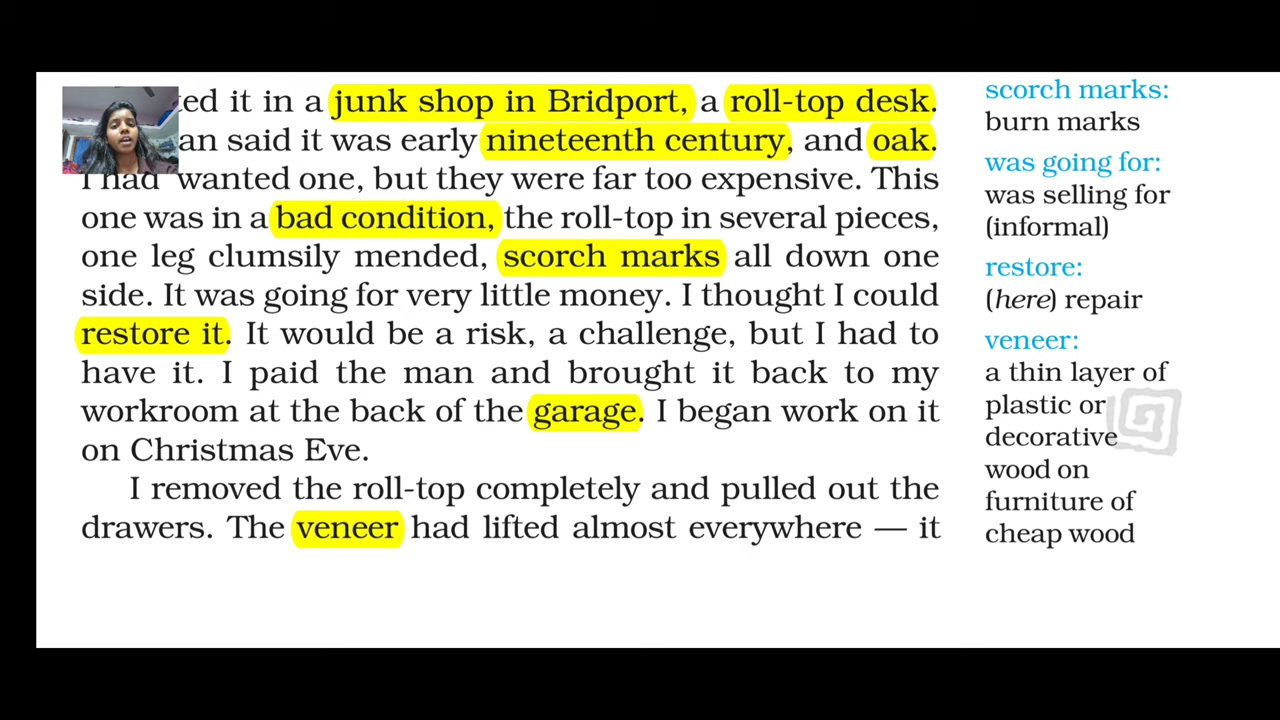 ed it in a junk shop in Bridport, a roll-top desk.
an said it was early nineteenth century, and oak.
I had wanted one, but they were far too expensive. This
one was in a bad condition, the roll-top in several pieces,
one leg clumsily mended, scorch marks all down one
side. It was going for very little money. I thought I could
restore it. It would be a risk, a challenge, but I had to
have it. I paid the man and brought it back to my
workroom at the back of the garage. I began work on it
on Christmas Eve.
I removed the roll-top completely and pulled out the
drawers. The veneer had lifted almost everywhere — it
scorch marks:
burn marks
was going for:
was selling for
(informal)
restore:
(here) repair
veneer:
a thin layer of
plastic or
decorative
wood on
furniture of
cheap wood